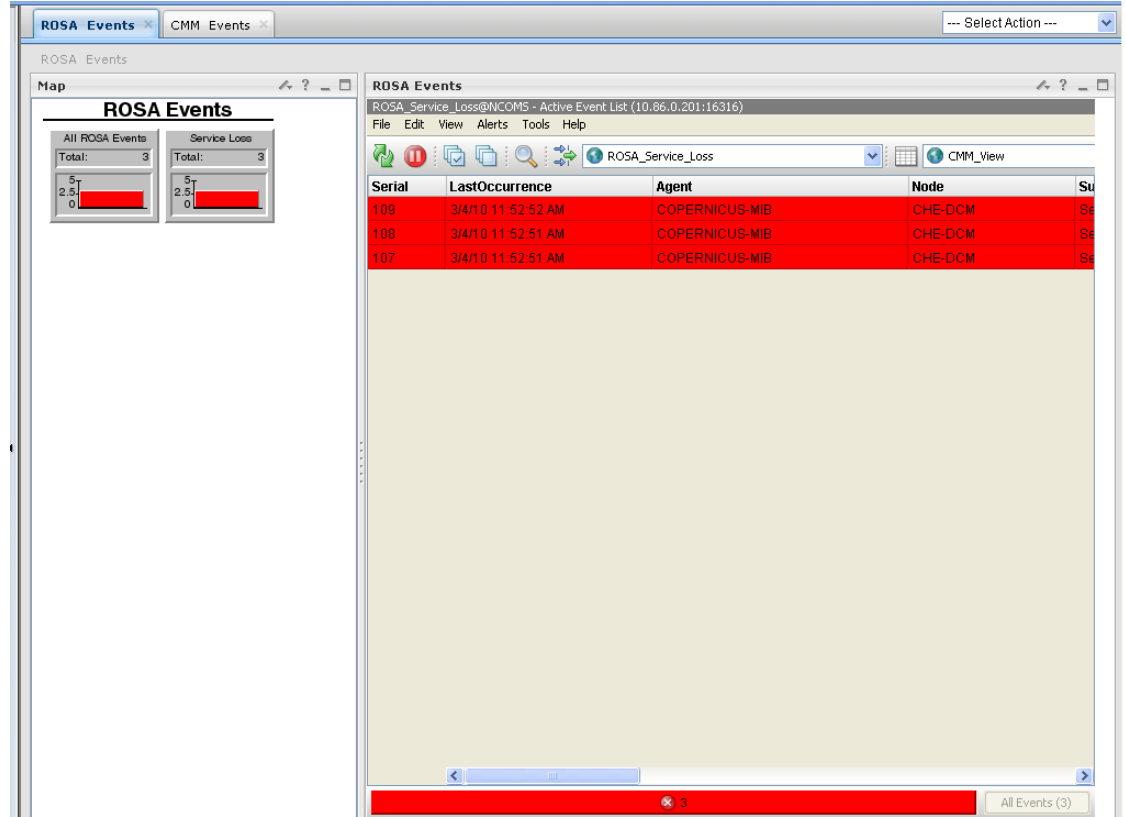 ROSA Events × CMM Events × --- Select Action ---
ROSA Events
Map ?
ROSA Events
All ROSA Events
Total: 3
5
2.5
0
Service Loss
Total: 3
5
2.5
0
ROSA Events ?
ROSA_Service_Loss@NCOMS - Active Event List (10.86.0.201:16316)
File Edit View Alerts Tools Help
ROSA_Service_Loss CMM_View
Serial LastOccurrence Agent Node Su
109 3/4/10 11:52:52 AM COPERNICUS-MIB CHE-DCM Se
108 3/4/10 11:52:51 AM COPERNICUS-MIB CHE-DCM Se
107 3/4/10 11:52:51 AM COPERNICUS-MIB CHE-DCM Se
3 All Events (3)